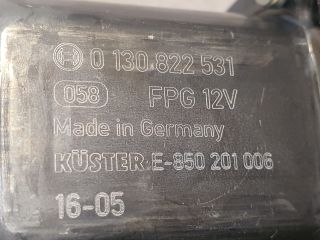 0 130 822 531
058 FPG 12V
Made in Germany
KÜSTER E-850 201 006
16-05